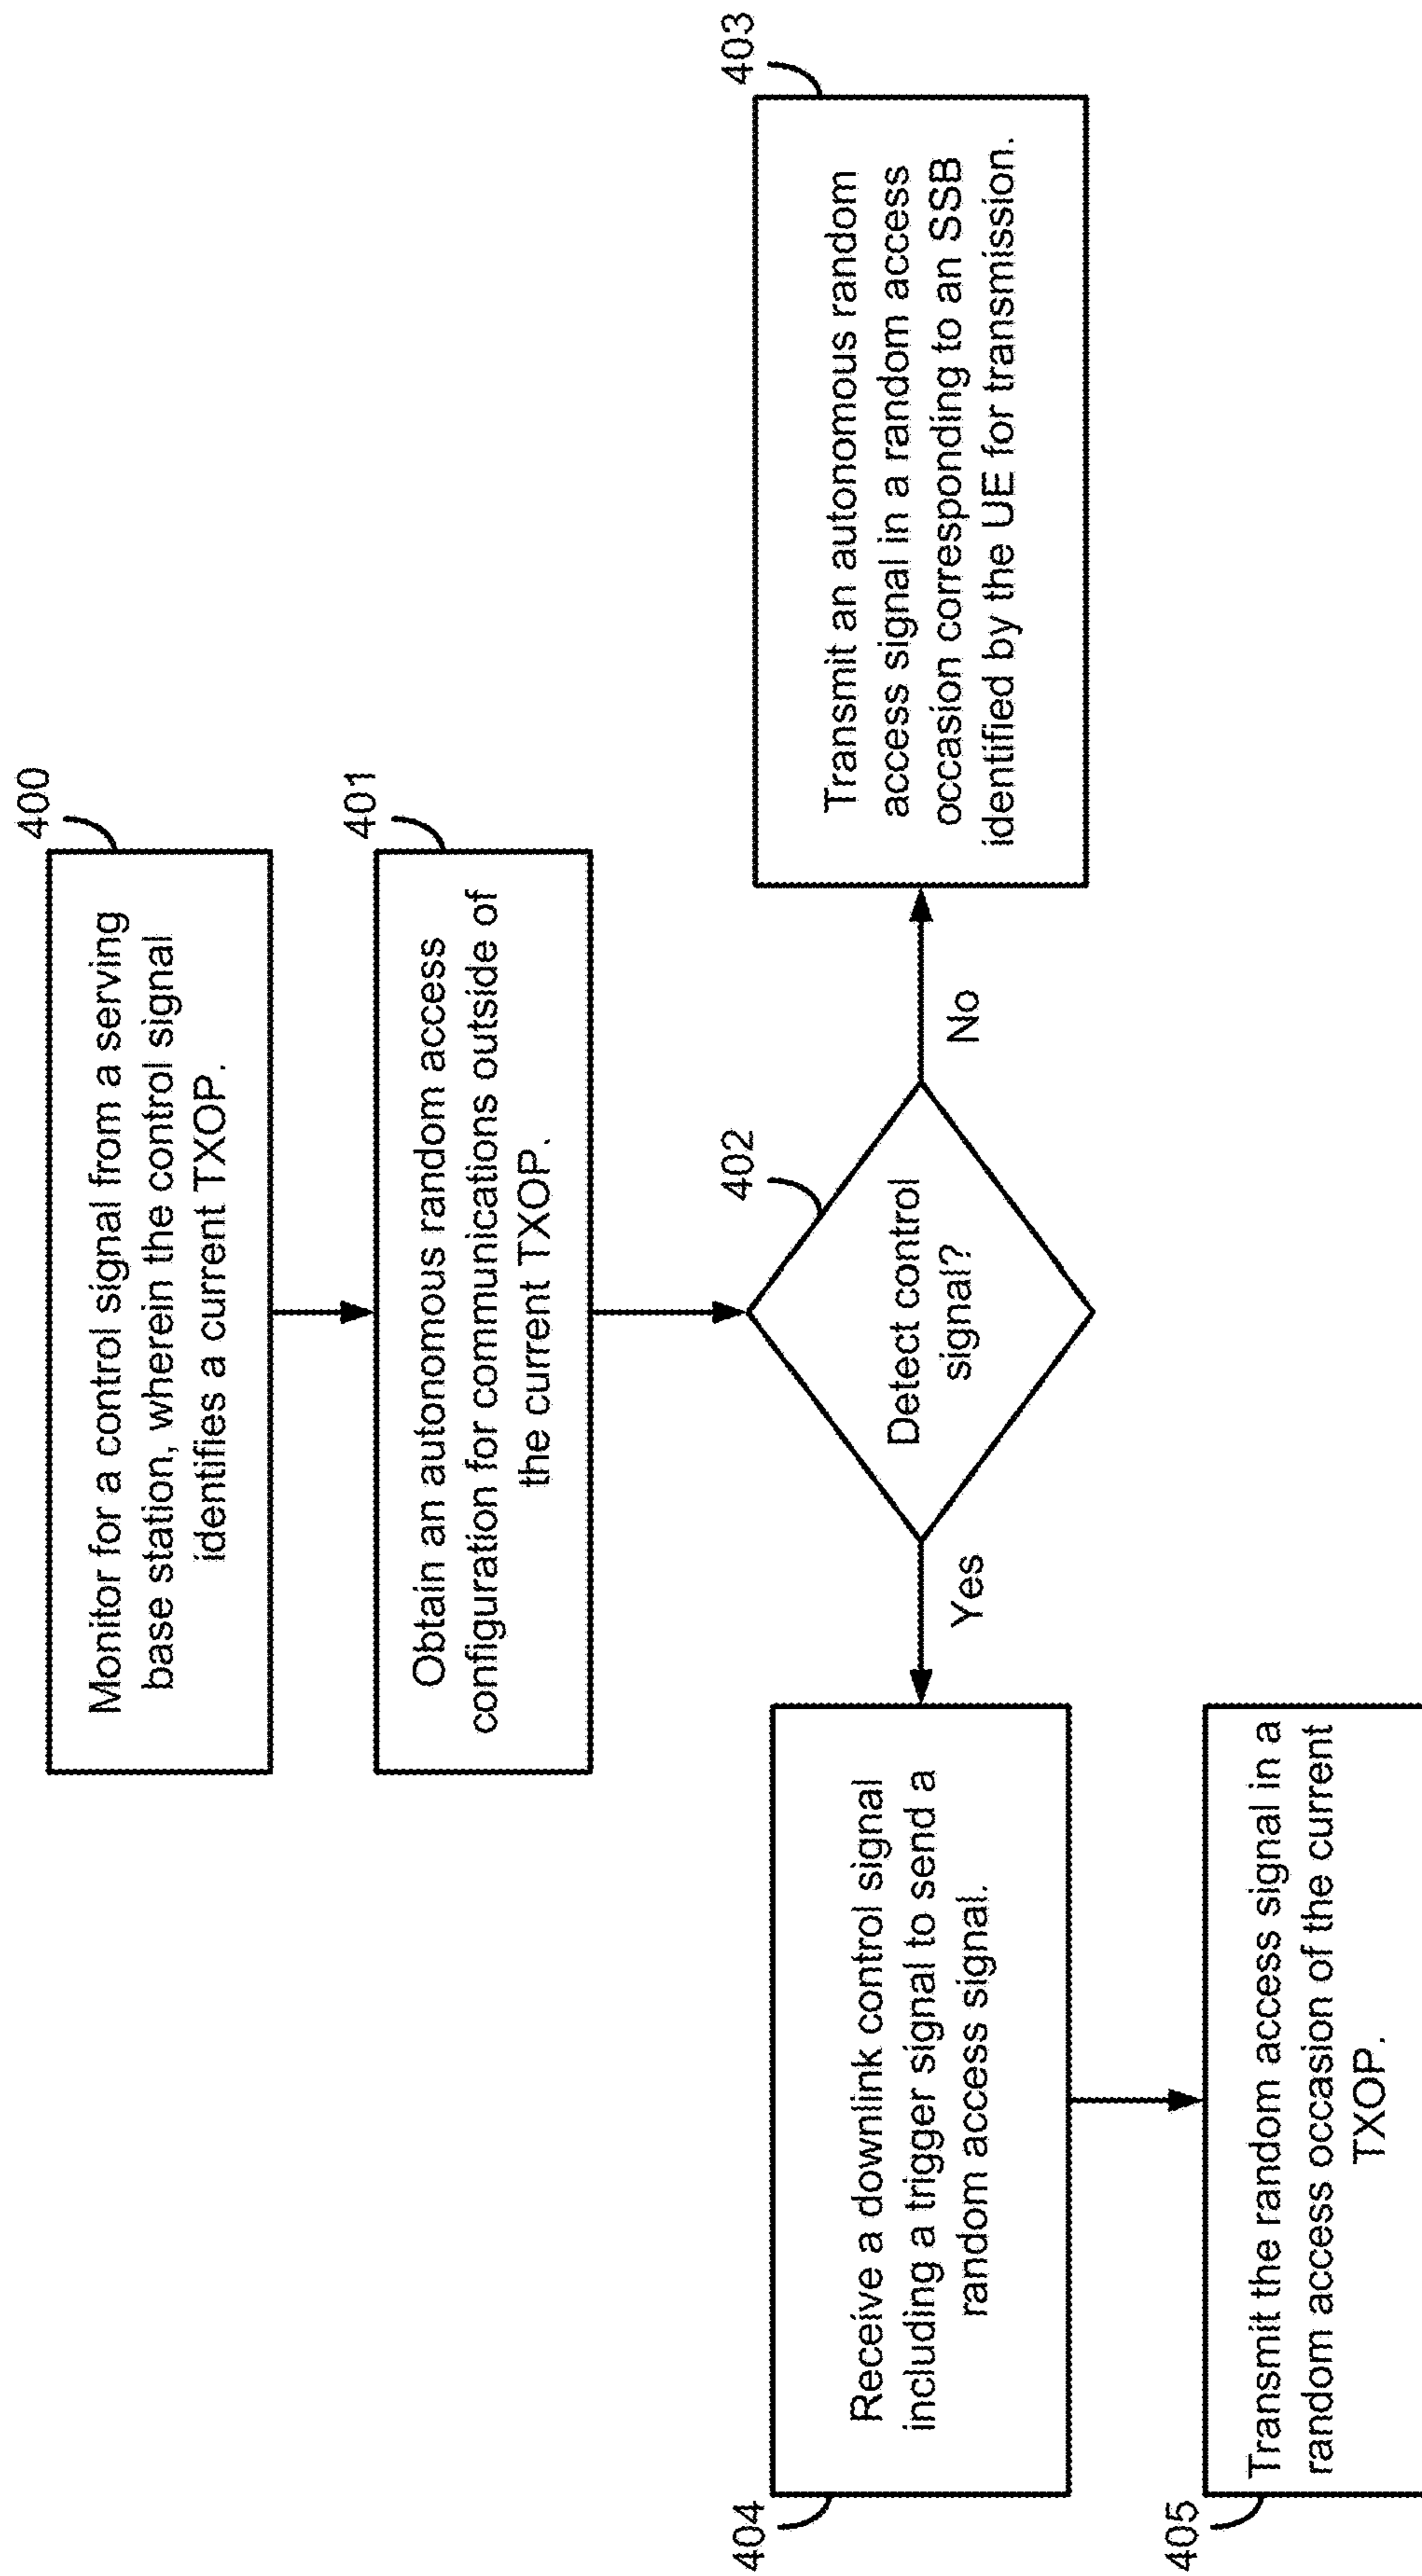 400
Monitor for a control signal from a serving
base station, wherein the control signal
identifies a current TXOP.
401
Obtain an autonomous random access
configuration for communications outside of
the current TXOP.
402
Detect control
signal?
Yes
No
403
Transmit an autonomous random
access signal in a random access
occasion corresponding to an SSB
identified by the UE for transmission.
404
Receive a downlink control signal
including a trigger signal to send a
random access signal.
405
Transmit the random access signal in a
random access occasion of the current
TXOP.